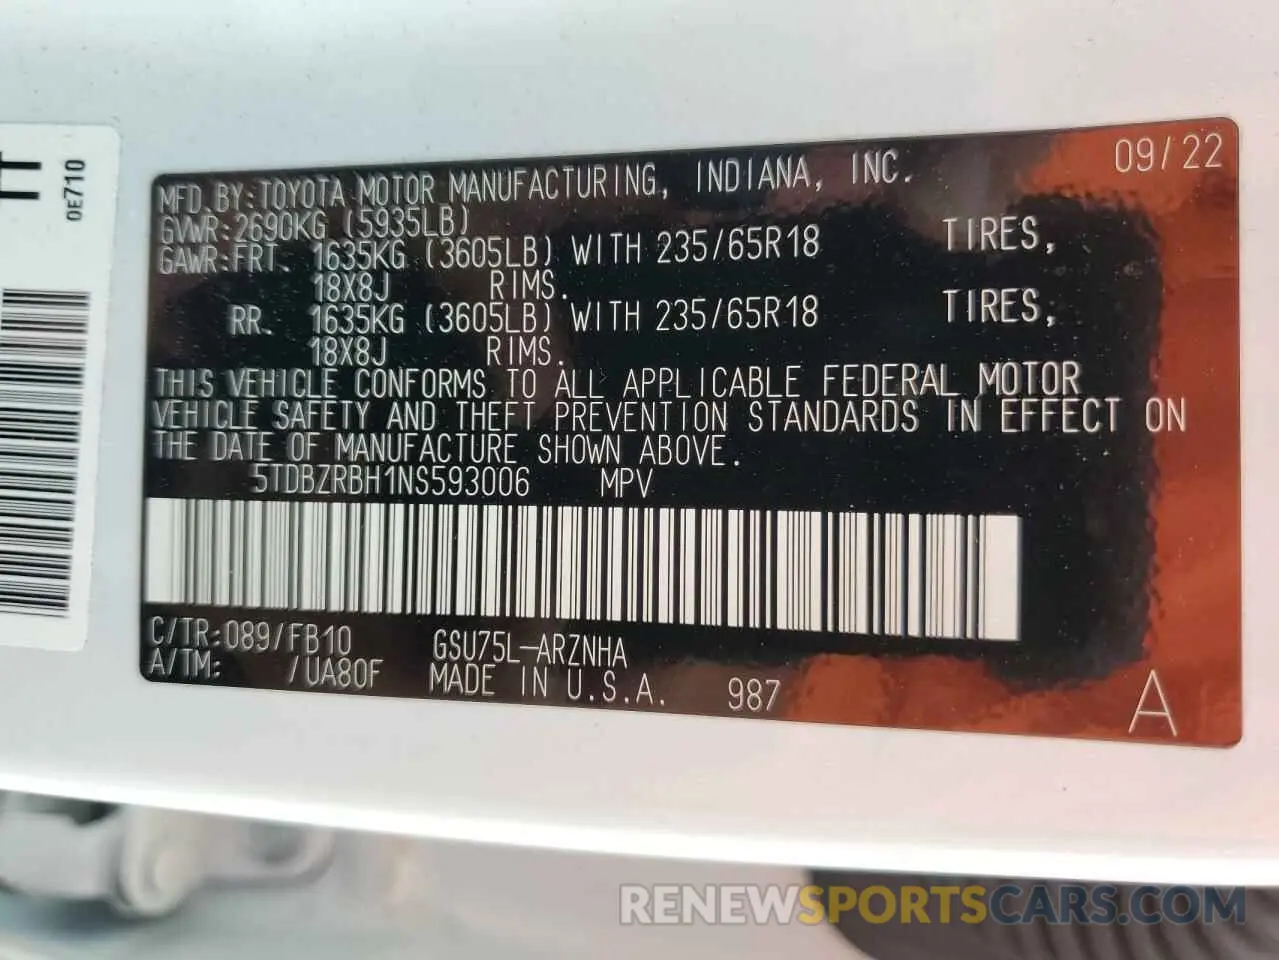 TT
0E710
09/22
MFD.BY:TOYOTA MOTOR MANUFACTURING, INDIANA, INC.
GVWR:2690KG (5935LB)
GAWR:FRT. 1635KG (3605LB) WITH 235/65R18 TIRES,
18X8J RIMS.
RR. 1635KG (3605LB) WITH 235/65R18 TIRES,
18X8J RIMS.
THIS VEHICLE CONFORMS TO ALL APPLICABLE FEDERAL MOTOR
VEHICLE SAFETY AND THEFT PREVENTION STANDARDS IN EFFECT ON
THE DATE OF MANUFACTURE SHOWN ABOVE.
5TDBZRBH1NS593006 MPV
C/TR:089/FB10 GSU75L-ARZNHA
A/TM: /UA80F MADE IN U.S.A. 987
A
RENEWSPORTSCARS.COM